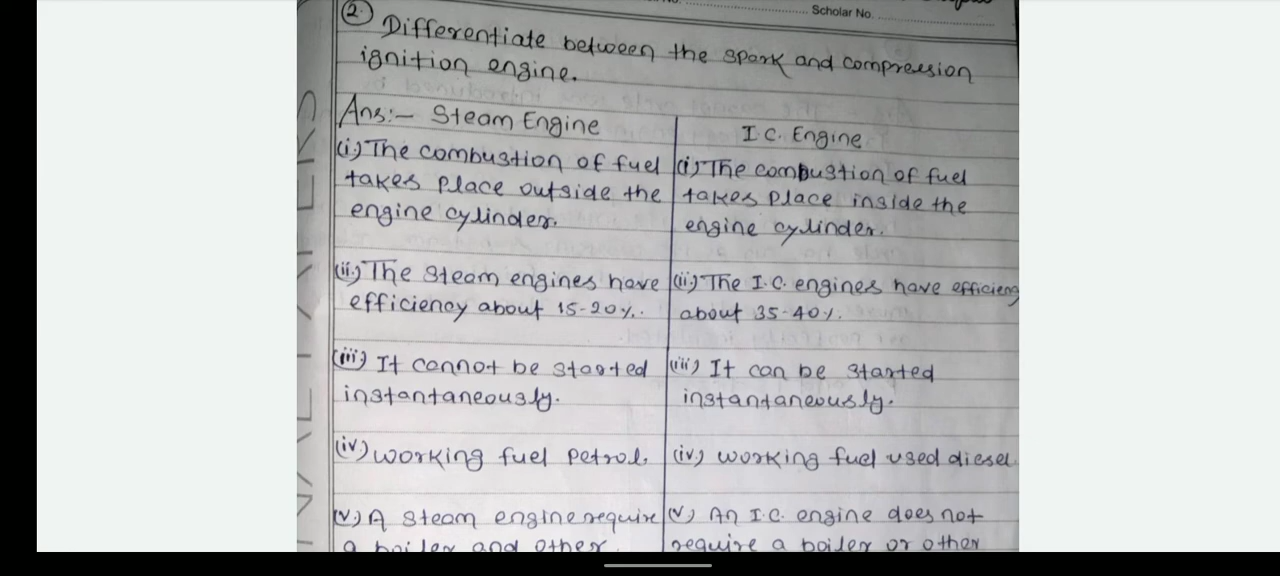 Scholar No.
2.
Differentiate between the spark and compression
ignition engine.
Ans:- Steam Engine
I.C. Engine
(i) The combustion of fuel
takes place outside the
engine cylinder.
(i) The combustion of fuel
takes place inside the
engine cylinder.
(ii) The steam engines have
efficiency about 15-20%.
(ii) The I.C. engines have efficieng
about 35-40%.
(iii) It cannot be started
instantaneously.
(iii) It can be started
instantaneously.
(iv) working fuel petrol.
(iv) working fuel used diesel.
(v) A steam engine require
a boiler and other
(v) An I.C. engine does not
require a boiler or other